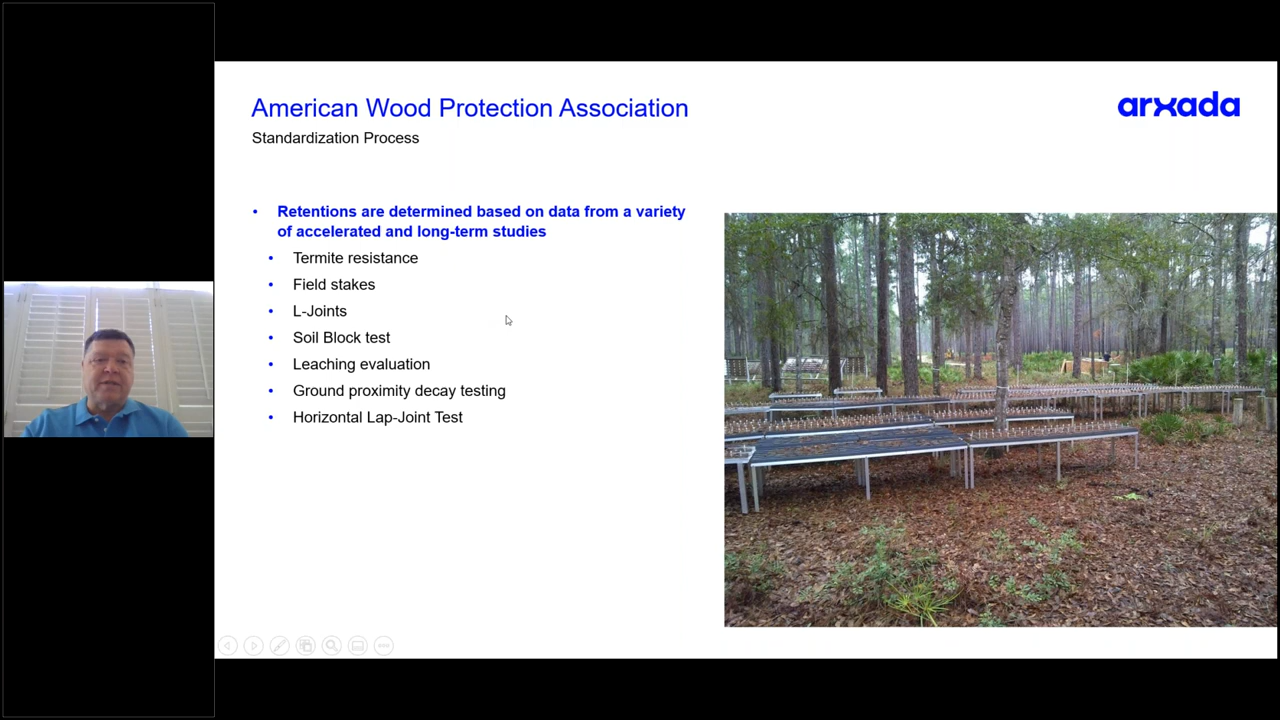 American Wood Protection Association
arxada
Standardization Process
• Retentions are determined based on data from a variety
of accelerated and long-term studies
• Termite resistance
• Field stakes
• L-Joints
• Soil Block test
• Leaching evaluation
• Ground proximity decay testing
• Horizontal Lap-Joint Test